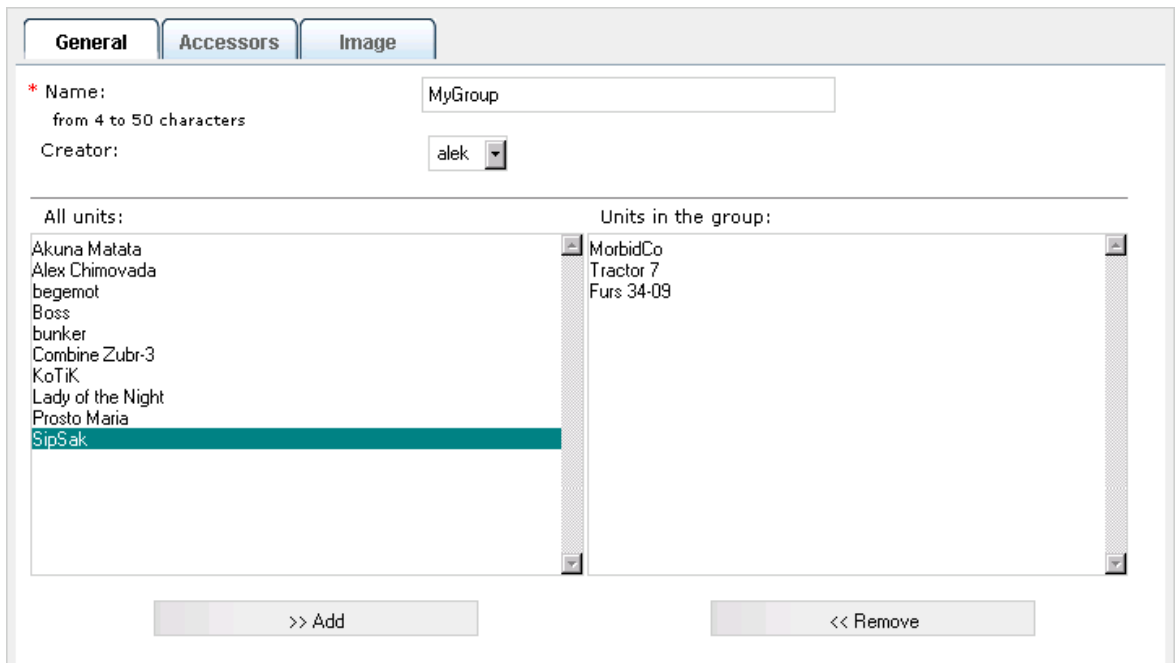 General Accessors Image
* Name: MyGroup
from 4 to 50 characters
Creator: alek
All units: Units in the group:
Akuna Matata MorbidCo
Alex Chimovada Tractor 7
begemot Furs 34-09
Boss
bunker
Combine Zubr-3
KoTiK
Lady of the Night
Prosto Maria
SipSak
>> Add << Remove